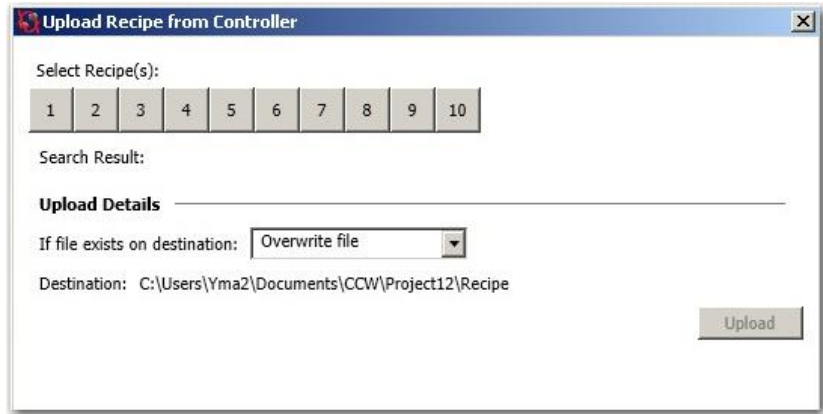 Upload Recipe from Controller
Select Recipe(s):
1 2 3 4 5 6 7 8 9 10
Search Result:
Upload Details
If file exists on destination: Overwrite file
Destination: C:\Users\Yma2\Documents\CCW\Project12\Recipe
Upload